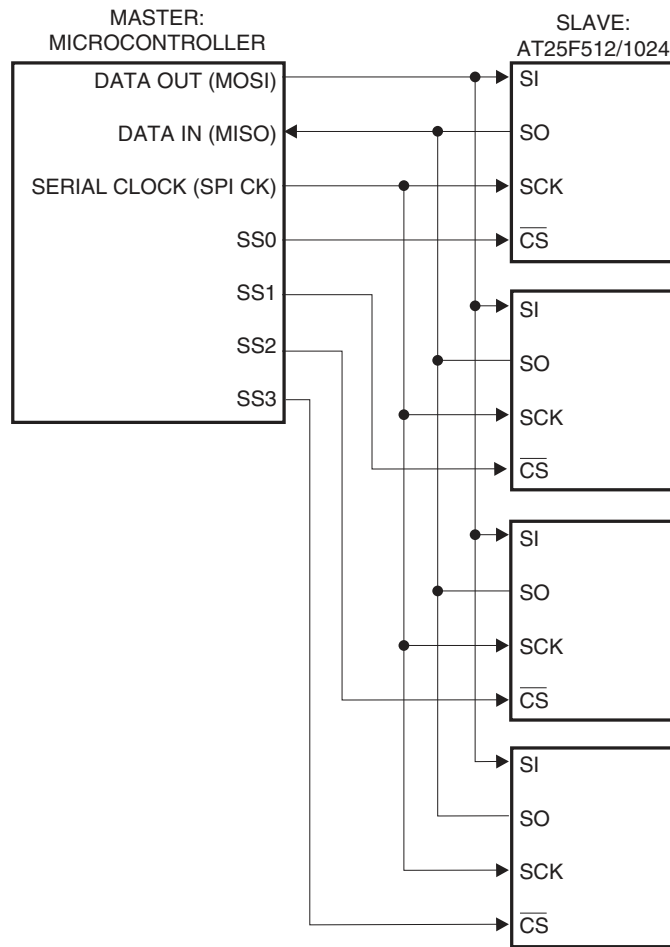 MASTER:
MICROCONTROLLER
SLAVE:
AT25F512/1024
DATA OUT (MOSI)
DATA IN (MISO)
SERIAL CLOCK (SPI CK)
SS0
SS1
SS2
SS3
SI
SO
SCK
CS
SI
SO
SCK
CS
SI
SO
SCK
CS
SI
SO
SCK
CS